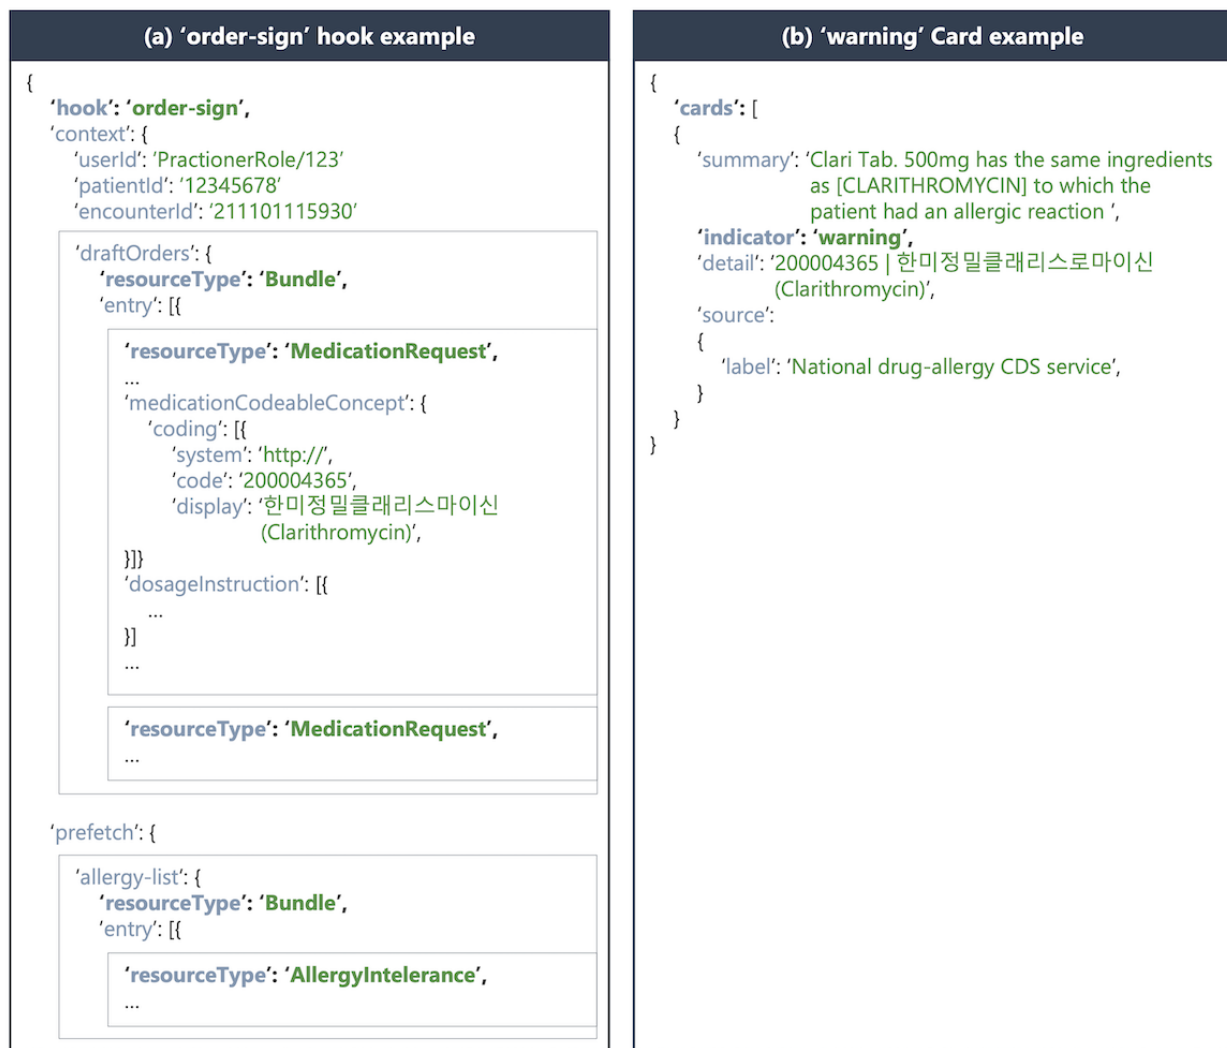 (a) ‘order-sign’ hook example
{
‘hook’: ‘order-sign’,
‘context’: {
‘userId’: ‘PractionerRole/123’
‘patientId’: ‘12345678’
‘encounterId’: ‘211101115930’
‘draftOrders’: {
‘resourceType’: ‘Bundle’,
‘entry’: [{
‘resourceType’: ‘MedicationRequest’,
...
‘medicationCodeableConcept’: {
‘coding’: [{
‘system’: ‘http://’,
‘code’: ‘200004365’,
‘display’: ‘한미정밀클래리스마이신
(Clarithromycin)’,
}]}
‘dosageInstruction’: [{
...
}]
...
‘resourceType’: ‘MedicationRequest’,
...
‘prefetch’: {
‘allergy-list’: {
‘resourceType’: ‘Bundle’,
‘entry’: [{
‘resourceType’: ‘AllergyIntelerance’,
...
(b) ‘warning’ Card example
{
‘cards’: [
{
‘summary’: ‘Clari Tab. 500mg has the same ingredients
as [CLARITHROMYCIN] to which the
patient had an allergic reaction ‘,
‘indicator’: ‘warning’,
‘detail’: ‘200004365 | 한미정밀클래리스로마이신
(Clarithromycin)’,
‘source’:
{
‘label’: ‘National drug-allergy CDS service’,
}
}
}